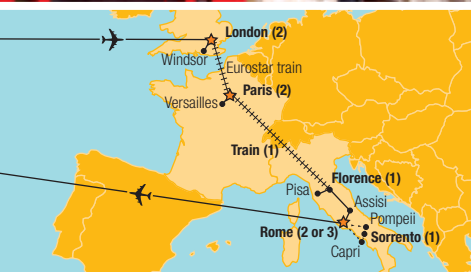 London (2)
Windsor
Eurostar train
Paris (2)
Versailles
Train (1)
Florence (1)
Pisa
Assisi
Pompeii
Rome (2 or 3)
Sorrento (1)
Capri